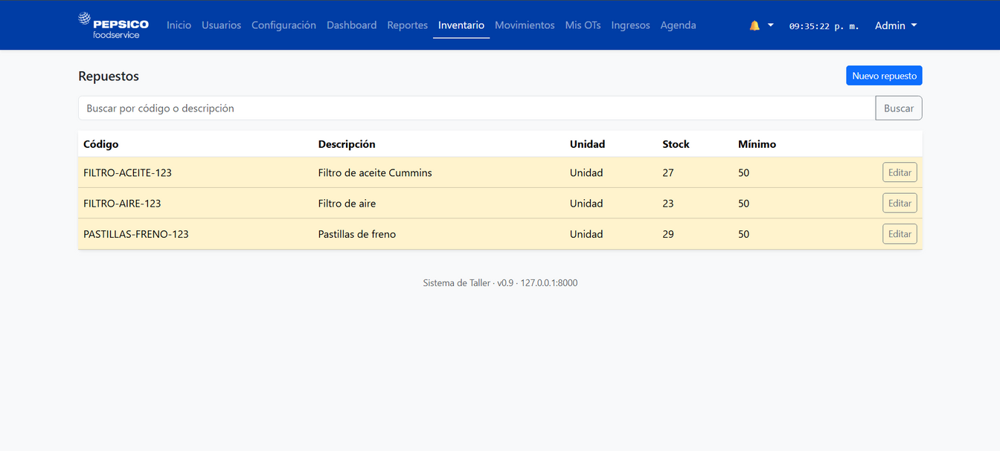 PEPSICO
foodservice
Inicio Usuarios Configuración Dashboard Reportes Inventario Movimientos Mis OTs Ingresos Agenda 09:35:22 p. m. Admin
Repuestos Nuevo repuesto
Buscar por código o descripción Buscar
Código Descripción Unidad Stock Mínimo
FILTRO-ACEITE-123 Filtro de aceite Cummins Unidad 27 50 Editar
FILTRO-AIRE-123 Filtro de aire Unidad 23 50 Editar
PASTILLAS-FRENO-123 Pastillas de freno Unidad 29 50 Editar
Sistema de Taller · v0.9 · 127.0.0.1:8000